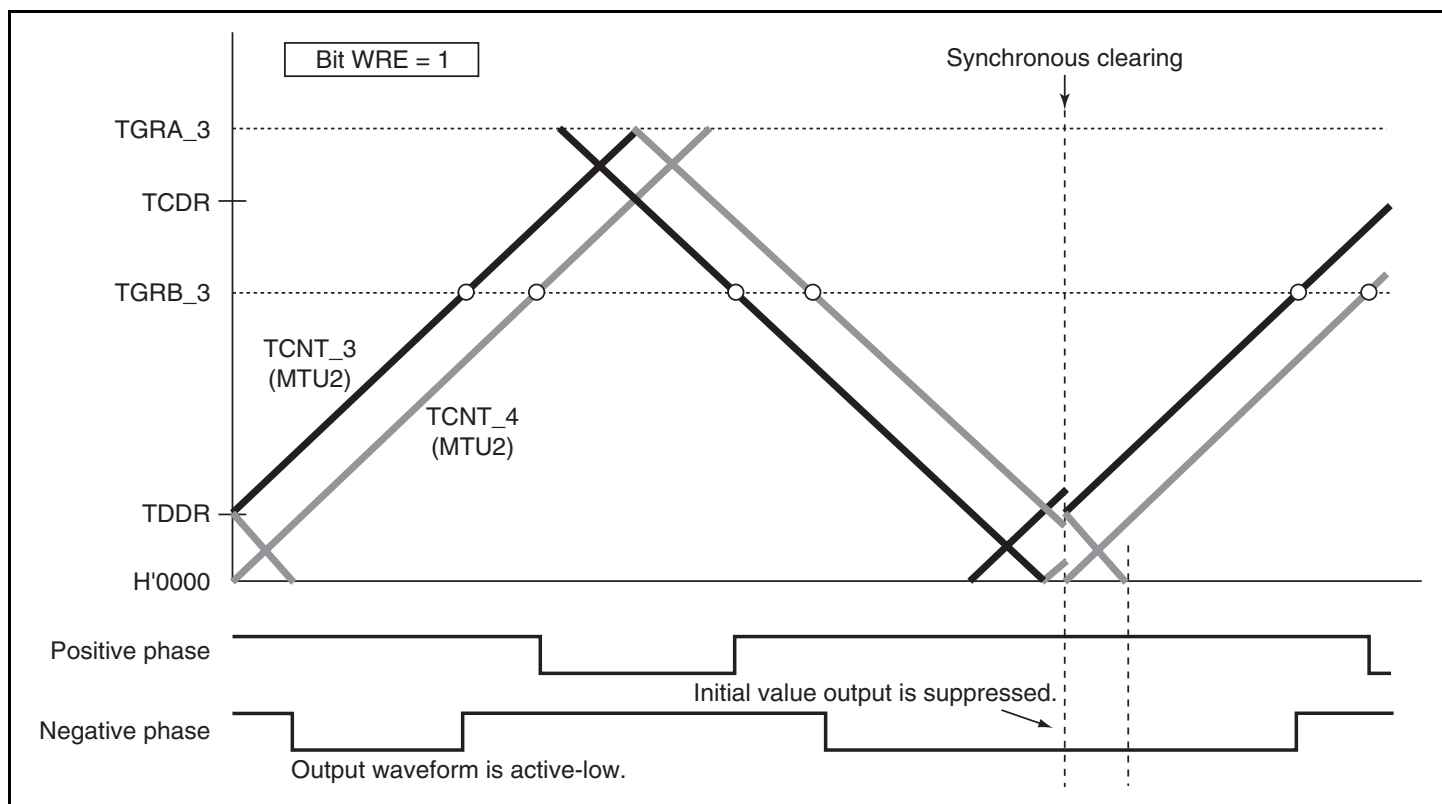 Bit WRE = 1
Synchronous clearing
TGRA_3
TCDR
TGRB_3
TCNT_3
(MTU2)
TCNT_4
(MTU2)
TDDR
H'0000
Positive phase
Initial value output is suppressed.
Negative phase
Output waveform is active-low.